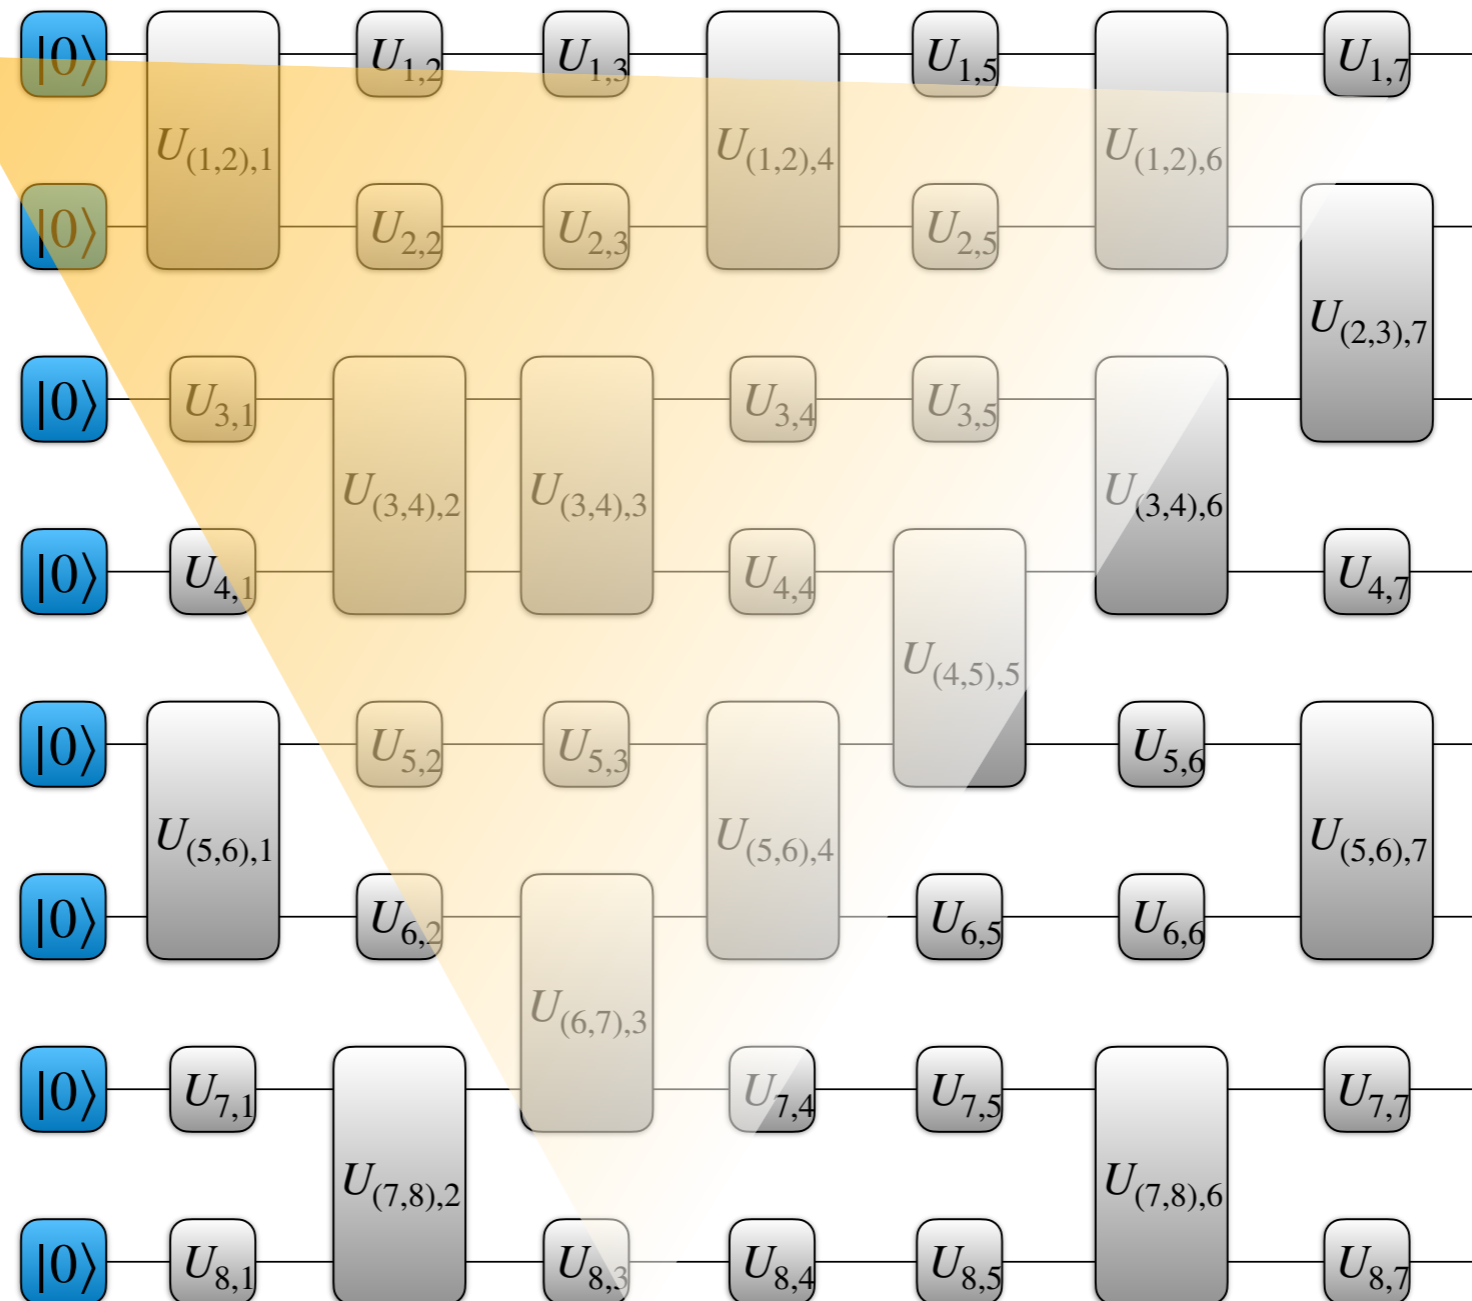 |0⟩ U1,2 U1,3 U1,5 U1,7
U(1,2),1 U(1,2),4 U(1,2),6
|0⟩ U2,2 U2,3 U2,5
U(2,3),7
|0⟩ U3,1 U3,4 U3,5
U(3,4),2 U(3,4),3 U(3,4),6
|0⟩ U4,1 U4,4 U4,7
U(4,5),5
|0⟩ U5,2 U5,3 U5,6
U(5,6),1 U(5,6),4 U(5,6),7
|0⟩ U6,2 U6,5 U6,6
U(6,7),3
|0⟩ U7,1 U7,4 U7,5 U7,7
U(7,8),2 U(7,8),6
|0⟩ U8,1 U8,3 U8,4 U8,5 U8,7